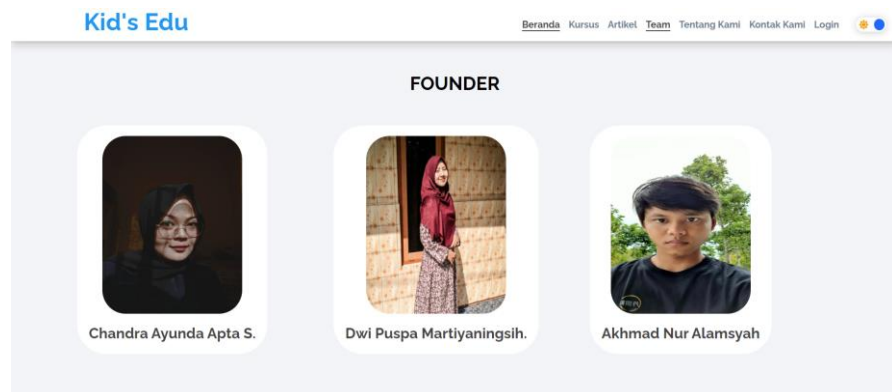 Kid's Edu
Beranda Kursus Artikel Team Tentang Kami Kontak Kami Login
FOUNDER
Chandra Ayunda Apta S.
Dwi Puspa Martiyaningsih.
Akhmad Nur Alamsyah